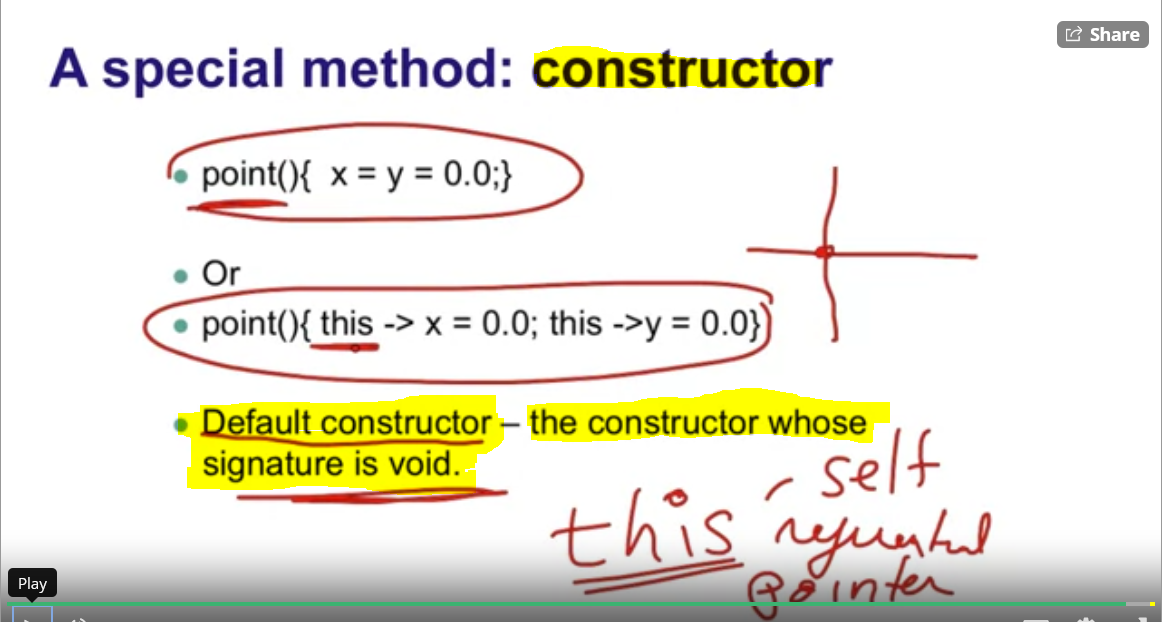 Share
A special method: constructor
point(){ x = y = 0.0;}
Or
point(){ this -> x = 0.0; this ->y = 0.0}
Default constructor – the constructor whose
signature is void.
this - self
pointer
Play